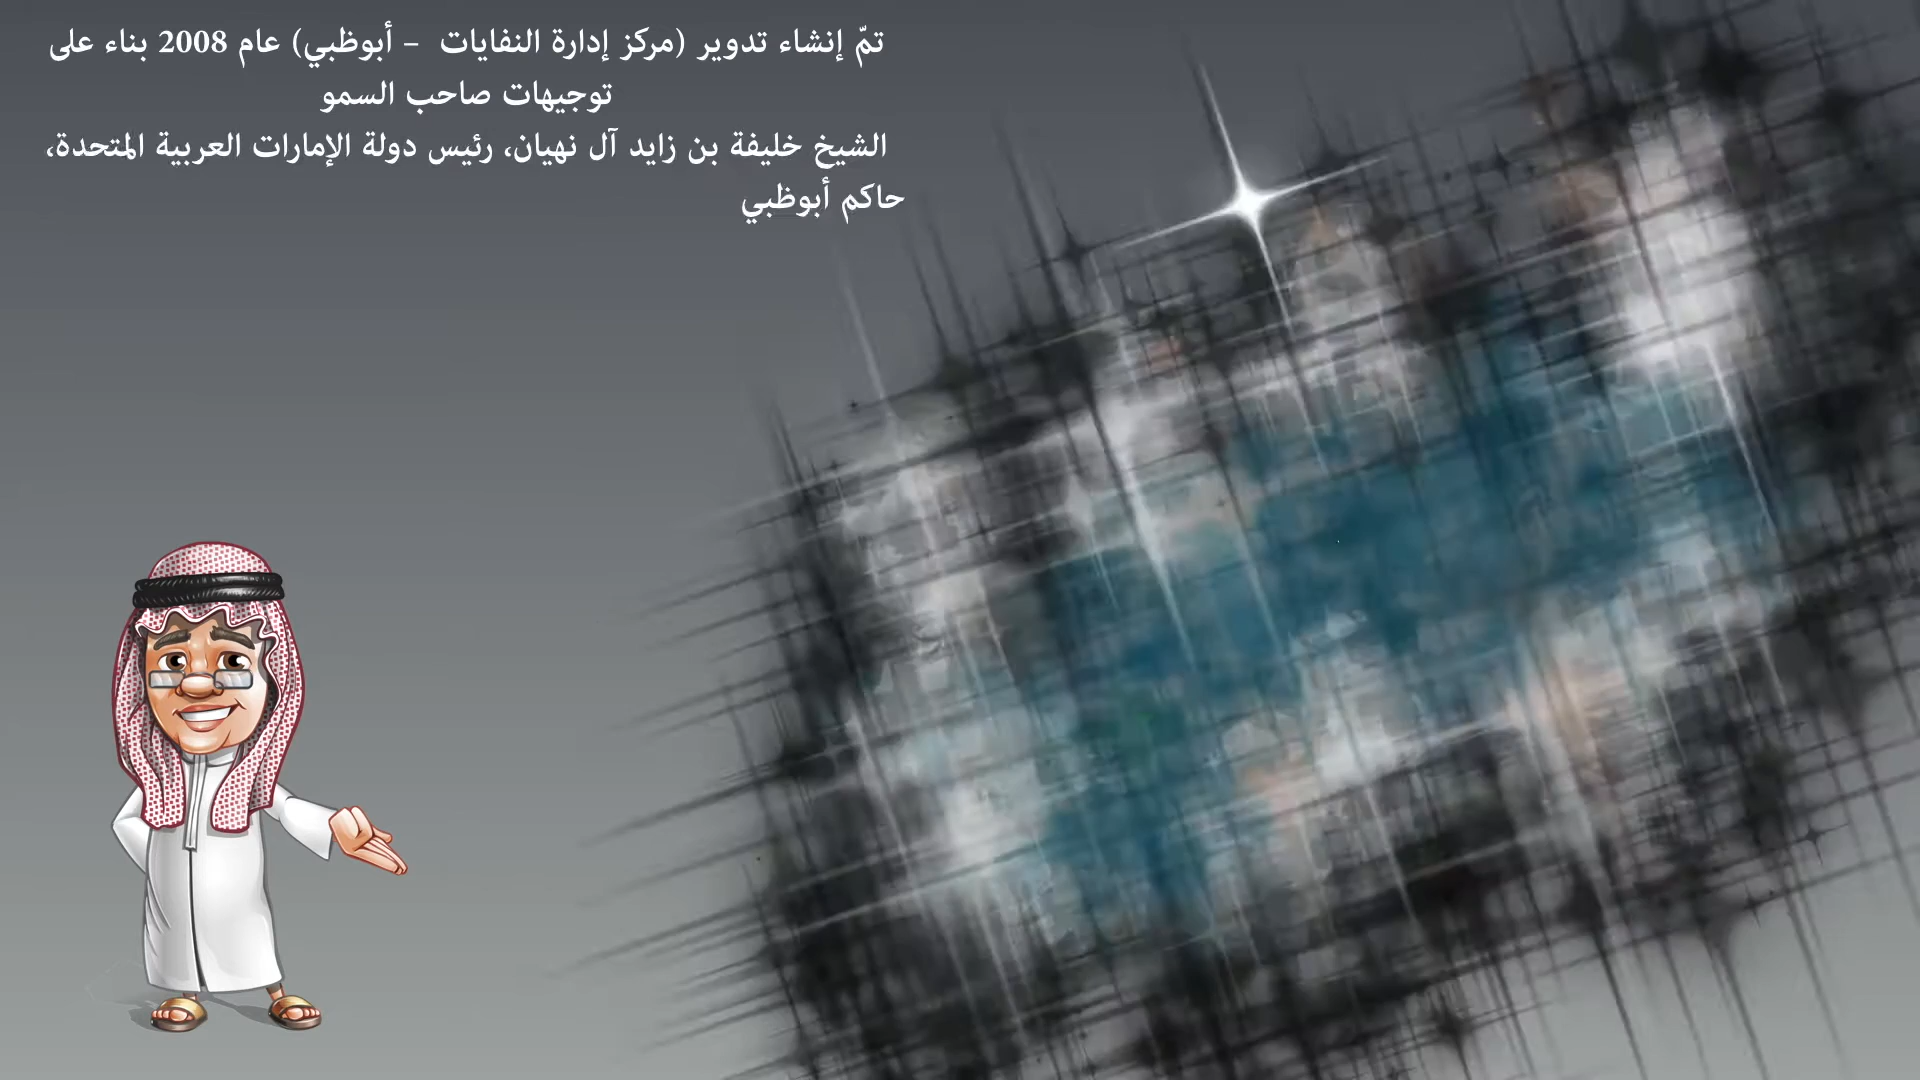 تمّ إنشاء تدوير (مركز إدارة النفايات – أبوظبي) عام 2008 بناء على
توجيهات صاحب السمو
الشيخ خليفة بن زايد آل نهيان، رئيس دولة الإمارات العربية المتحدة،
حاكم أبوظبي